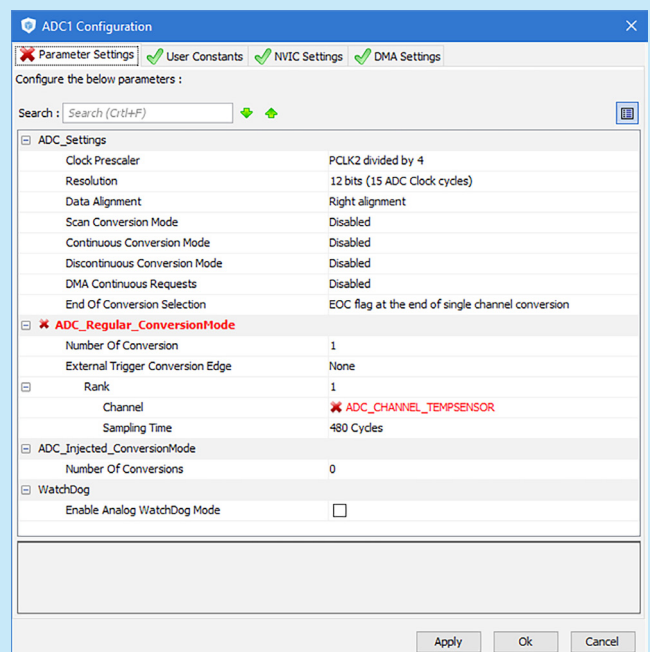 ADC1 Configuration
Parameter Settings User Constants NVIC Settings DMA Settings
Configure the below parameters :
Search : Search (Crtl+F)
ADC_Settings
Clock Prescaler PCLK2 divided by 4
Resolution 12 bits (15 ADC Clock cycles)
Data Alignment Right alignment
Scan Conversion Mode Disabled
Continuous Conversion Mode Disabled
Discontinuous Conversion Mode Disabled
DMA Continuous Requests Disabled
End Of Conversion Selection EOC flag at the end of single channel conversion
ADC_Regular_ConversionMode
Number Of Conversion 1
External Trigger Conversion Edge None
Rank 1
Channel ADC_CHANNEL_TEMPSENSOR
Sampling Time 480 Cycles
ADC_Injected_ConversionMode
Number Of Conversions 0
WatchDog
Enable Analog WatchDog Mode
Apply Ok Cancel